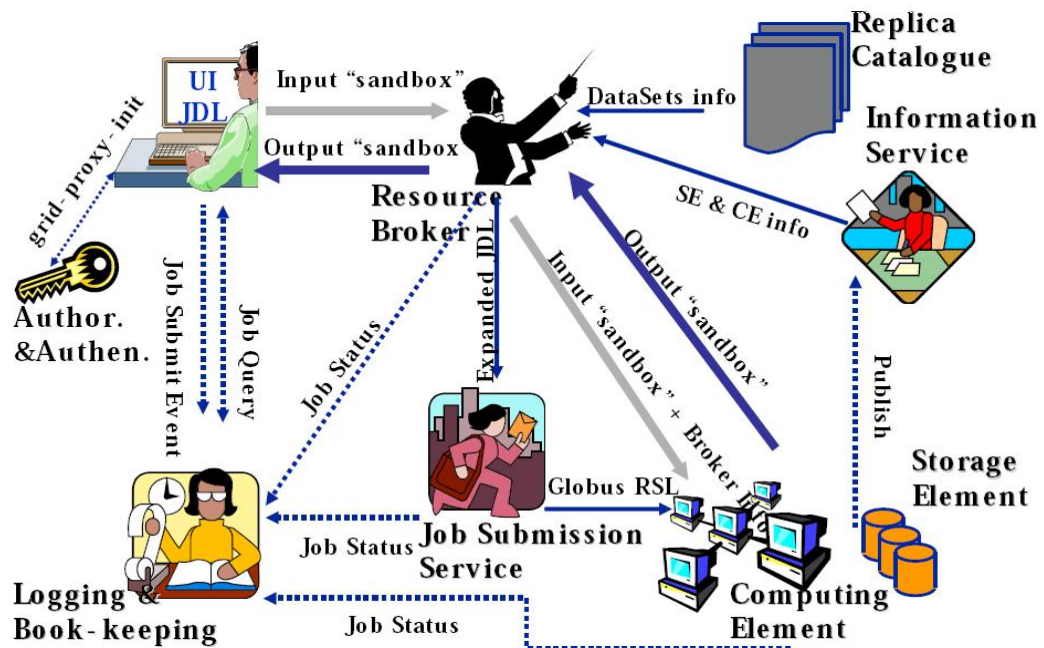 UI
JDL
Input “sandbox”
Output “sandbox
Resource
Broker
DataSets info
Replica
Catalogue
Information
Service
SE & CE info
grid- proxy- init
Author.
&Authen.
Job Submit Event
Job Query
Job Status
Expanded JDL
Input “sandbox” + Broker Info
Output “sandbox”
Publish
Storage
Element
Globus RSL
Job Submission
Service
Job Status
Computing
Element
Logging &
Book- keeping
Job Status